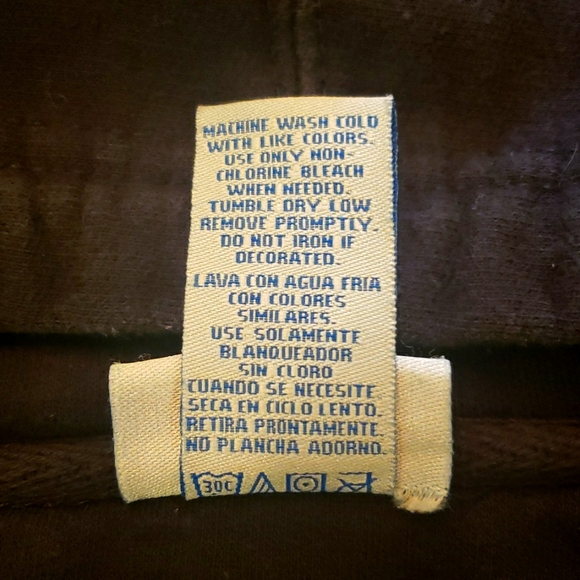 MACHINE WASH COLD
WITH LIKE COLORS.
USE ONLY NON-
CHLORINE BLEACH
WHEN NEEDED.
TUMBLE DRY LOW
REMOVE PROMPTLY.
DO NOT IRON IF
DECORATED.
LAVA CON AGUA FRIA
CON COLORES
SIMILARES.
USE SOLAMENTE
BLANQUEADOR
SIN CLORO
CUANDO SE NECESITE.
SECA EN CICLO LENTO.
RETIRA PRONTAMENTE.
NO PLANCHA ADORNO.
30C